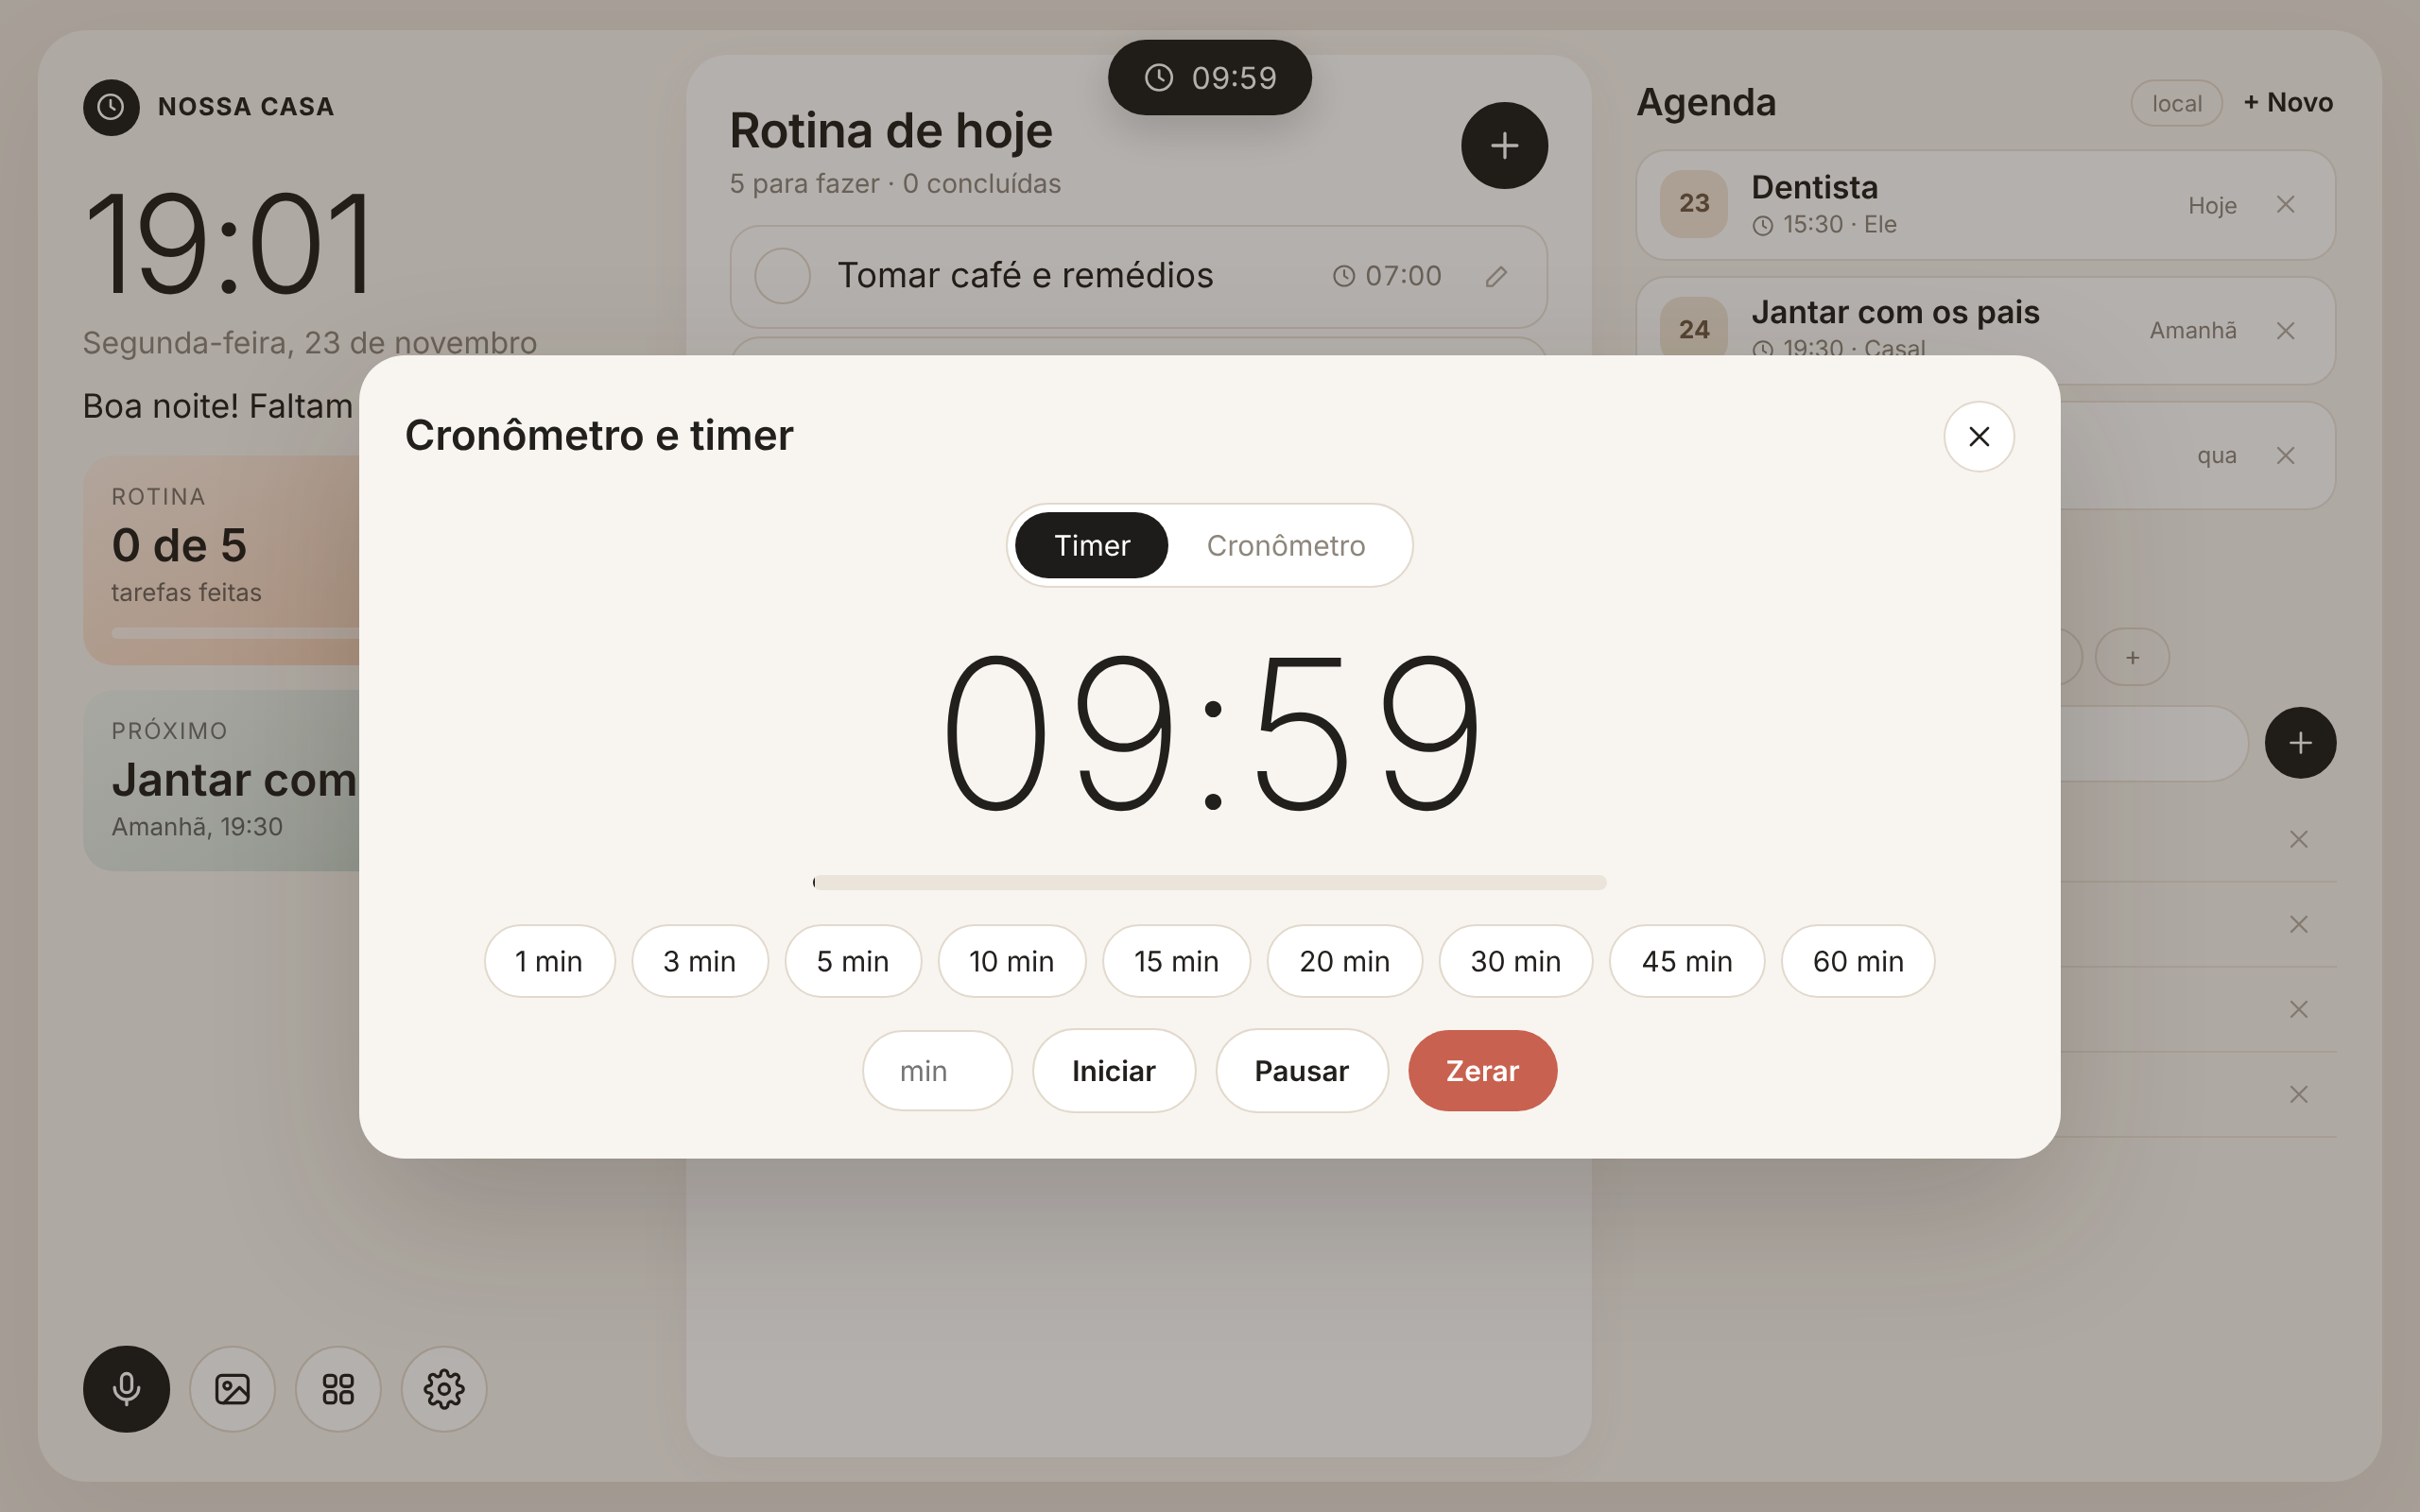 NOSSA CASA
19:01
Segunda-feira, 23 de novembro
Boa noite! Faltam
ROTINA
0 de 5
tarefas feitas
PRÓXIMO
Jantar com
Amanhã, 19:30
09:59
Rotina de hoje
5 para fazer · 0 concluídas
Tomar café e remédios
07:00
Agenda
local
+ Novo
23
Dentista
15:30 · Ele
Hoje
24
Jantar com os pais
19:30 · Casal
Amanhã
qua
+
Cronômetro e timer
Timer
Cronômetro
09:59
1 min
3 min
5 min
10 min
15 min
20 min
30 min
45 min
60 min
min
Iniciar
Pausar
Zerar